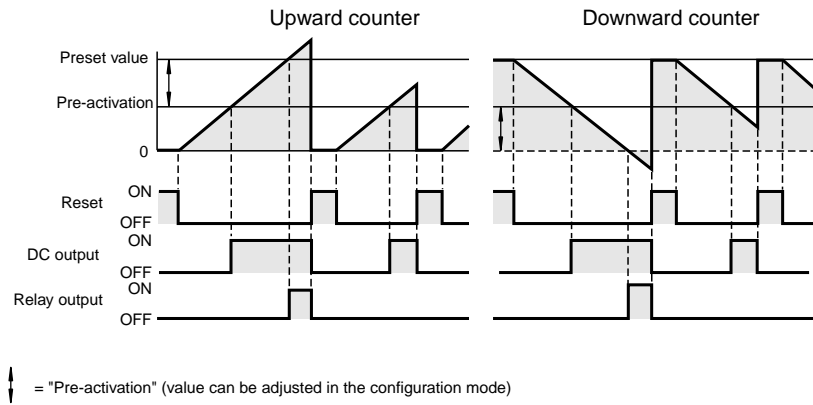 Upward counter
Downward counter
Preset value
Pre-activation
0
Reset
ON
OFF
DC output
ON
OFF
Relay output
ON
OFF
= "Pre-activation" (value can be adjusted in the configuration mode)